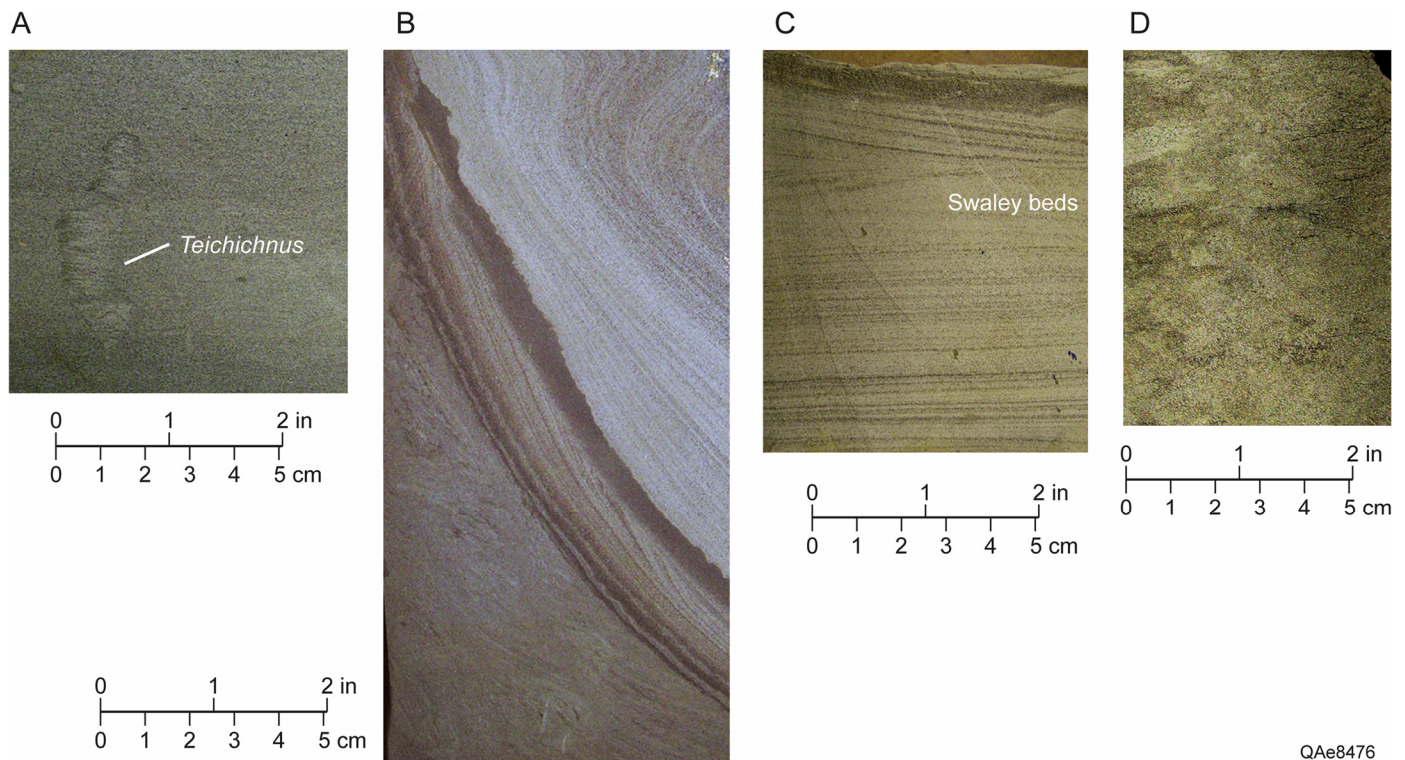 A
B
C
D
Teichichnus
Swaley beds
0 1 2 in
0 1 2 3 4 5 cm
0 1 2 in
0 1 2 3 4 5 cm
0 1 2 in
0 1 2 3 4 5 cm
0 1 2 in
0 1 2 3 4 5 cm
QAe8476